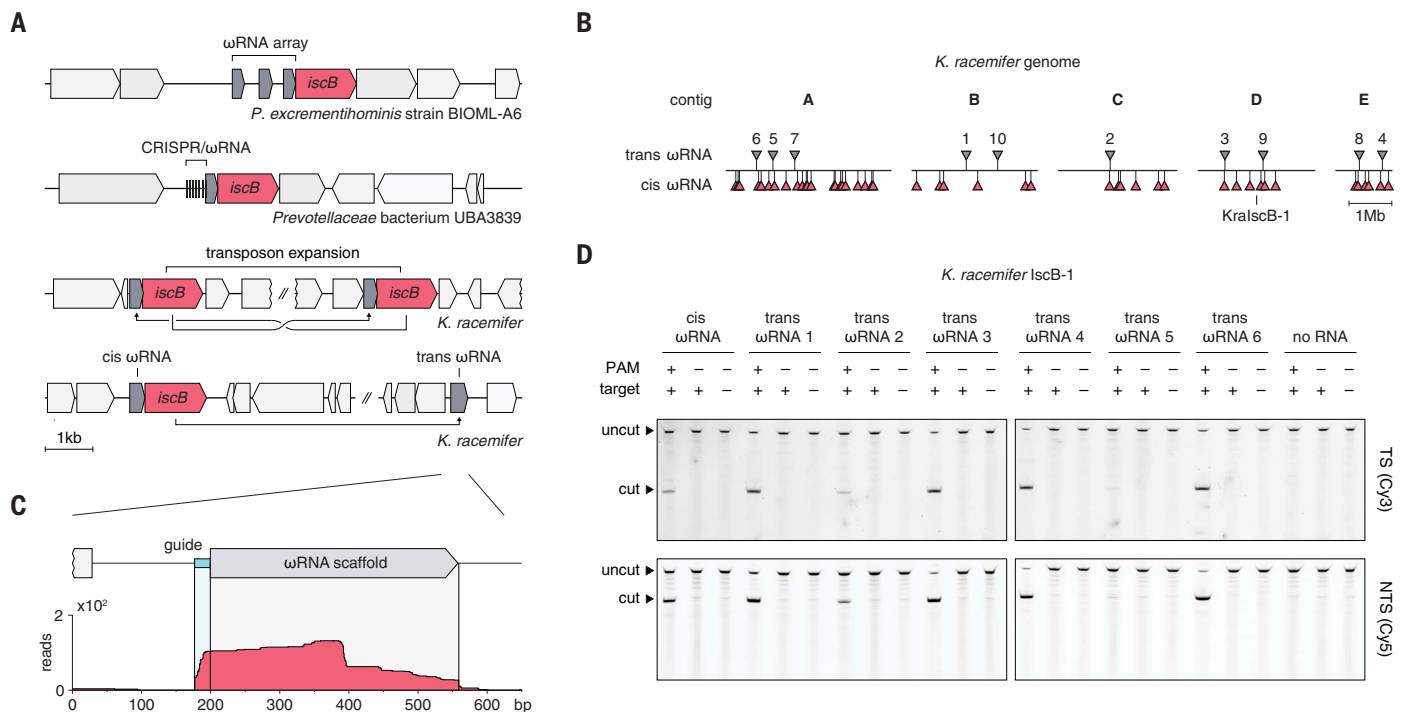 A
ωRNA array
iscB
P. excrementihominis strain BIOML-A6
CRISPR/ωRNA
iscB
Prevotellaceae bacterium UBA3839
transposon expansion
iscB // iscB
K. racemifer
cis ωRNA trans ωRNA
iscB //
K. racemifer
1kb
B
K. racemifer genome
contig A B C D E
6 5 7 1 10 2 3 9 8 4
trans ωRNA
cis ωRNA
KraIscB-1 1Mb
C
guide
ωRNA scaffold
x10²
2
reads
0
0 100 200 300 400 500 600 bp
D
K. racemifer IscB-1
cis trans trans trans trans trans trans
ωRNA ωRNA 1 ωRNA 2 ωRNA 3 ωRNA 4 ωRNA 5 ωRNA 6 no RNA
PAM + − − + − − + − − + − − + − − + − − + − − + − −
target + + − + + − + + − + + − + + − + + − + + − + + −
uncut
cut
TS (Cy3)
uncut
cut
NTS (Cy5)